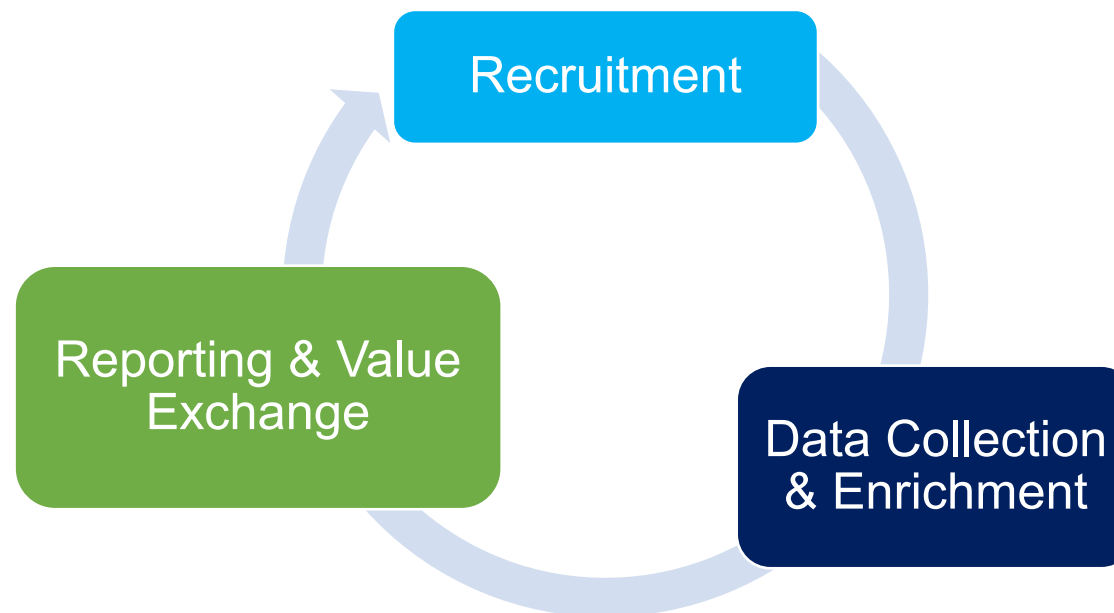 Recruitment
Reporting & Value
Exchange
Data Collection
& Enrichment